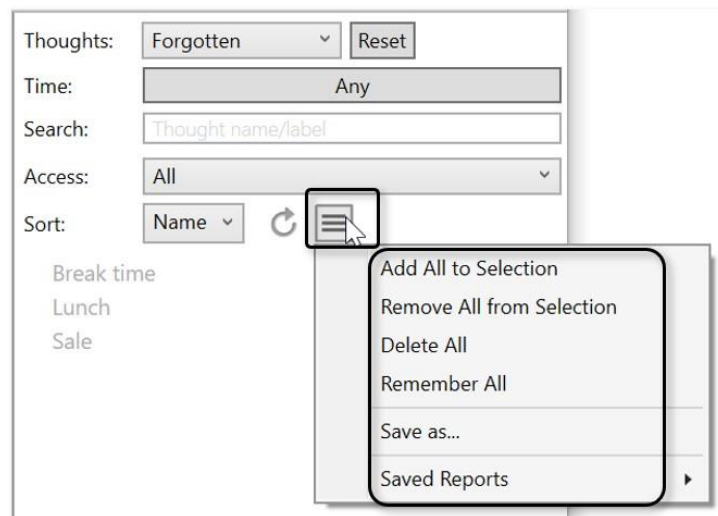 Thoughts: Forgotten Reset
Time: Any
Search: Thought name/label
Access: All
Sort: Name
Break time
Lunch
Sale
Add All to Selection
Remove All from Selection
Delete All
Remember All
Save as...
Saved Reports